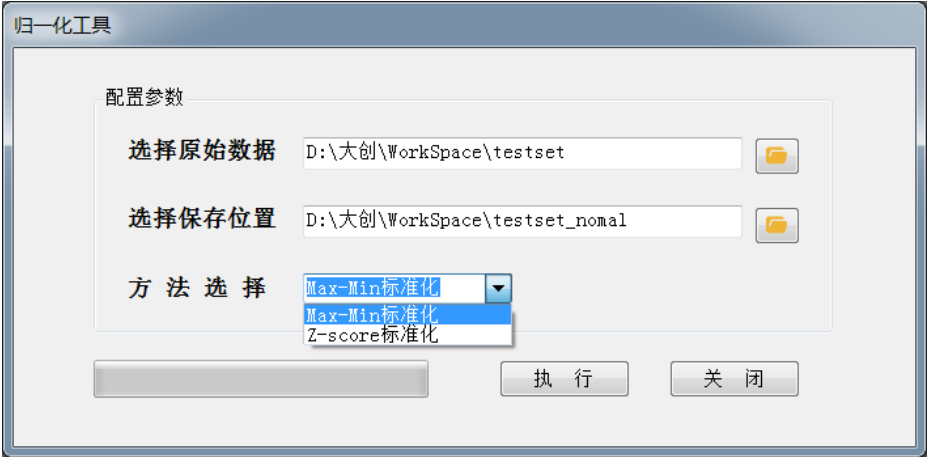 归一化工具
配置参数
选择原始数据 D:\大创\WorkSpace\testset
选择保存位置 D:\大创\WorkSpace\testset_nomal
方 法 选 择 Max-Min标准化
Max-Min标准化
Z-score标准化
执 行 关 闭